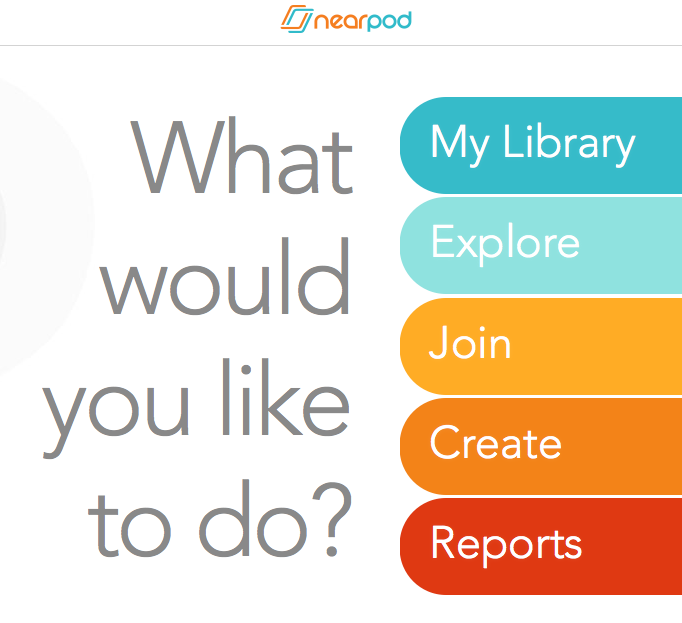 nearpod
What
would
you like
to do?
My Library
Explore
Join
Create
Reports